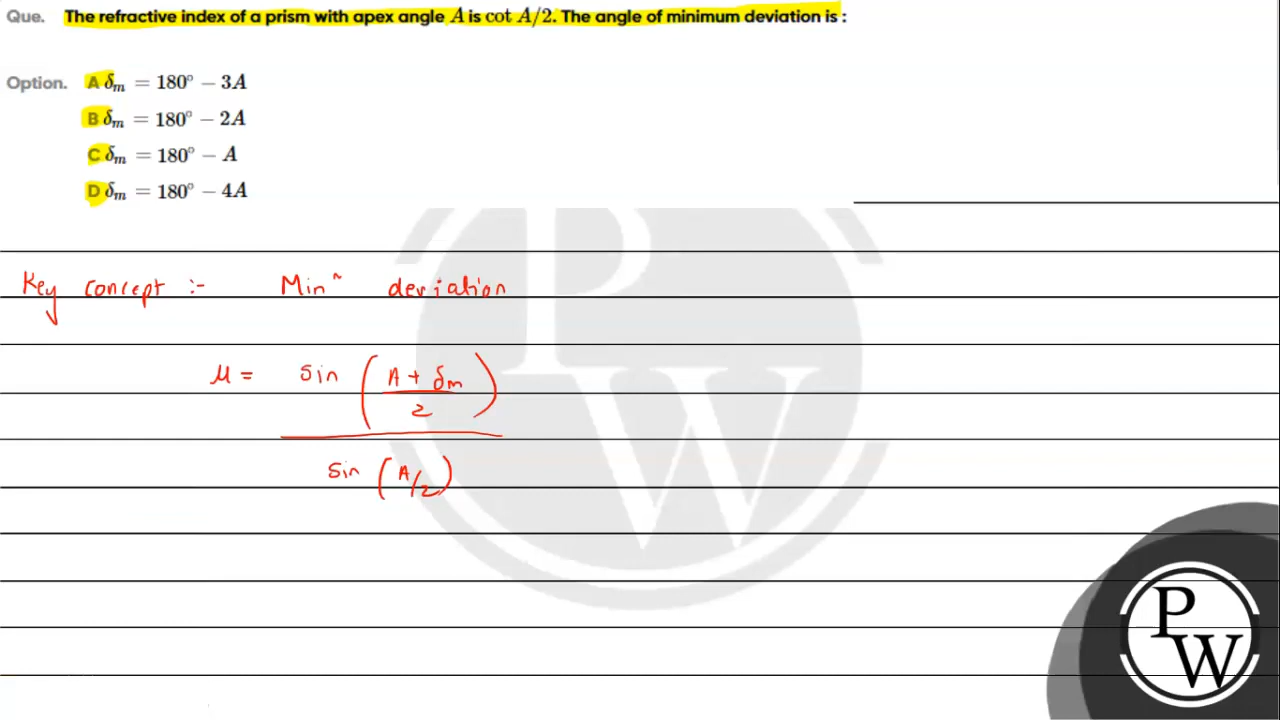 Que. The refractive index of a prism with apex angle A is cot A/2. The angle of minimum deviation is :
Option. A δₘ = 180° − 3A
B δₘ = 180° − 2A
C δₘ = 180° − A
D δₘ = 180° − 4A
Key concept :- Minᵐ deviation
μ = sin ( A + δₘ / 2 )
sin ( A/2 )
P
W
P
W